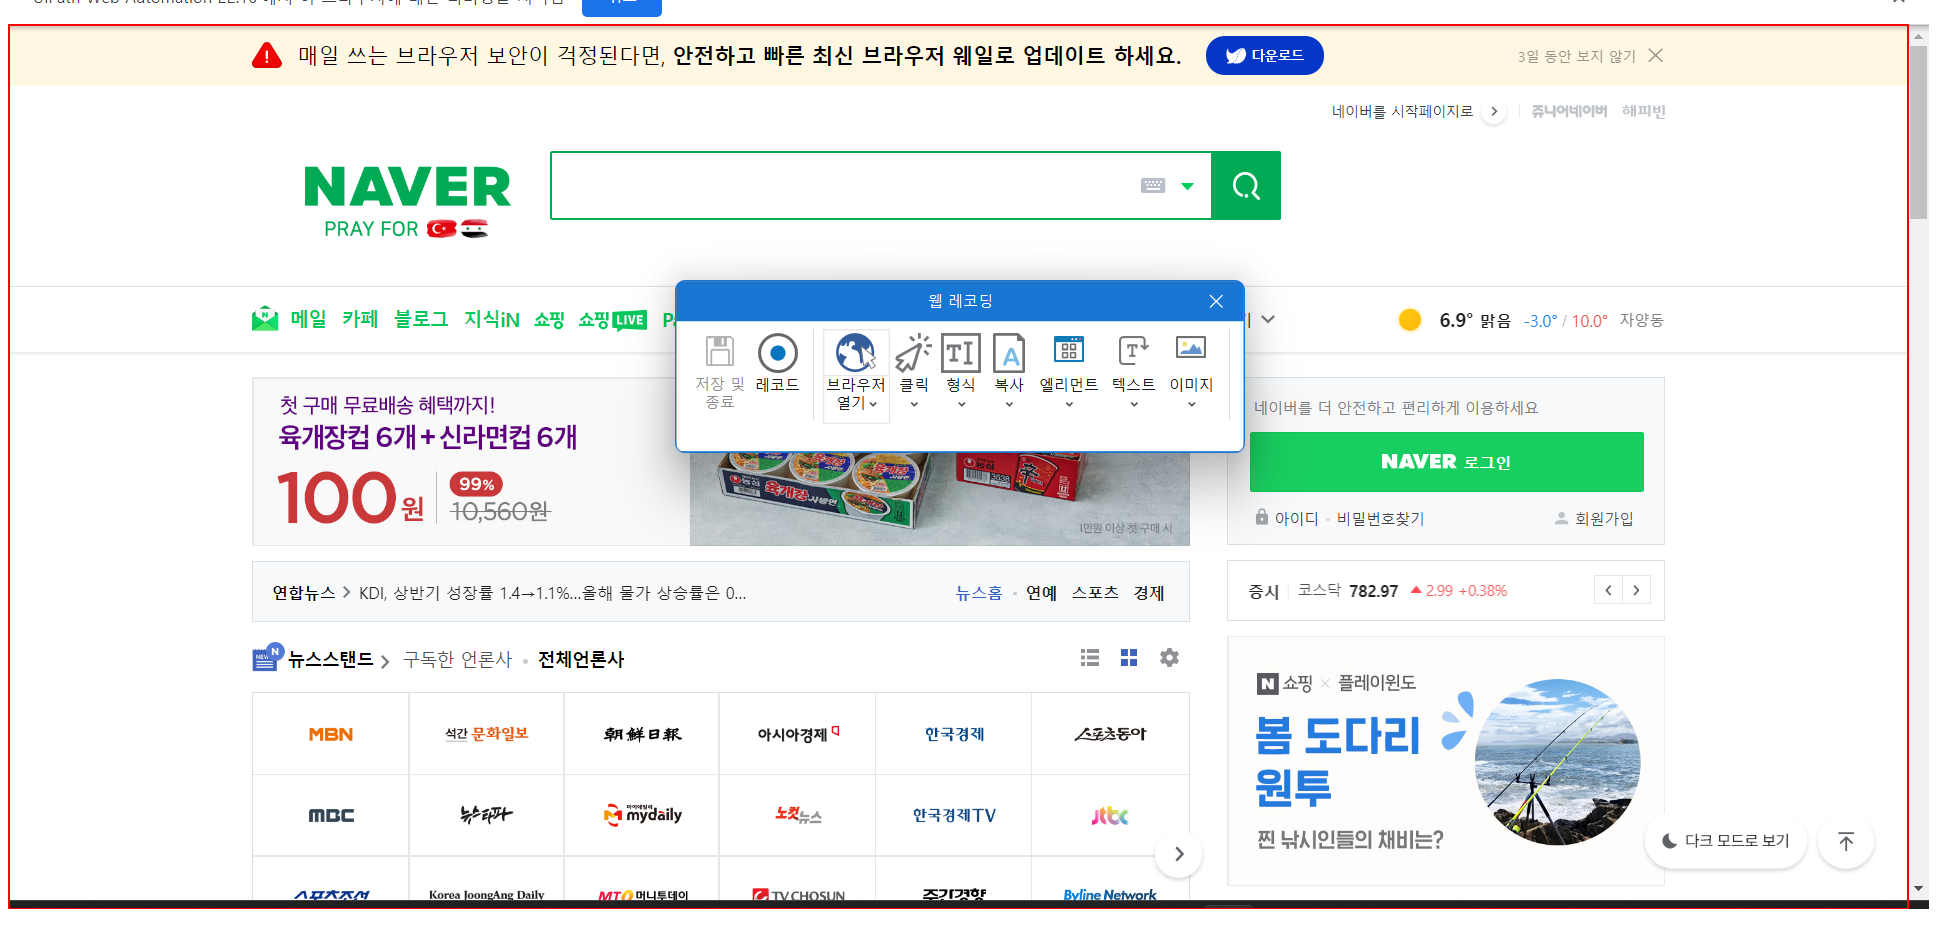 매일 쓰는 브라우저 보안이 걱정된다면, 안전하고 빠른 최신 브라우저 웨일로 업데이트 하세요.
다운로드
3일 동안 보지 않기
네이버를 시작페이지로
쥬니어네이버 해피빈
NAVER
PRAY FOR
메일 카페 블로그 지식iN 쇼핑 쇼핑LIVE
6.9° 맑음 -3.0° / 10.0° 자양동
웹 레코딩
저장 및 종료
레코드
브라우저 열기
클릭
형식
복사
엘리먼트
텍스트
이미지
첫 구매 무료배송 혜택까지!
육개장컵 6개+신라면컵 6개
100원
99%
10,560원
육개장 사발면
1만원 이상 첫 구매 시
네이버를 더 안전하고 편리하게 이용하세요
NAVER 로그인
아이디 · 비밀번호찾기
회원가입
연합뉴스 > KDI, 상반기 성장률 1.4→1.1%...올해 물가 상승률은 0...
뉴스홈 · 연예 스포츠 경제
증시 코스닥 782.97 ▲ 2.99 +0.38%
NEW N 뉴스스탠드 > 구독한 언론사 · 전체언론사
MBN
석간 문화일보
朝鮮日報
아시아경제
한국경제
스포츠동아
MBC
뉴스타파
마이데일리 mydaily
노컷뉴스
한국경제TV
jtbc
스포츠조선
Korea JoongAng Daily
MTO 머니투데이
TV CHOSUN
주간경향
Byline Network
N 쇼핑 × 플레이윈도
봄 도다리
원투
찐 낚시인들의 채비는?
다크 모드로 보기